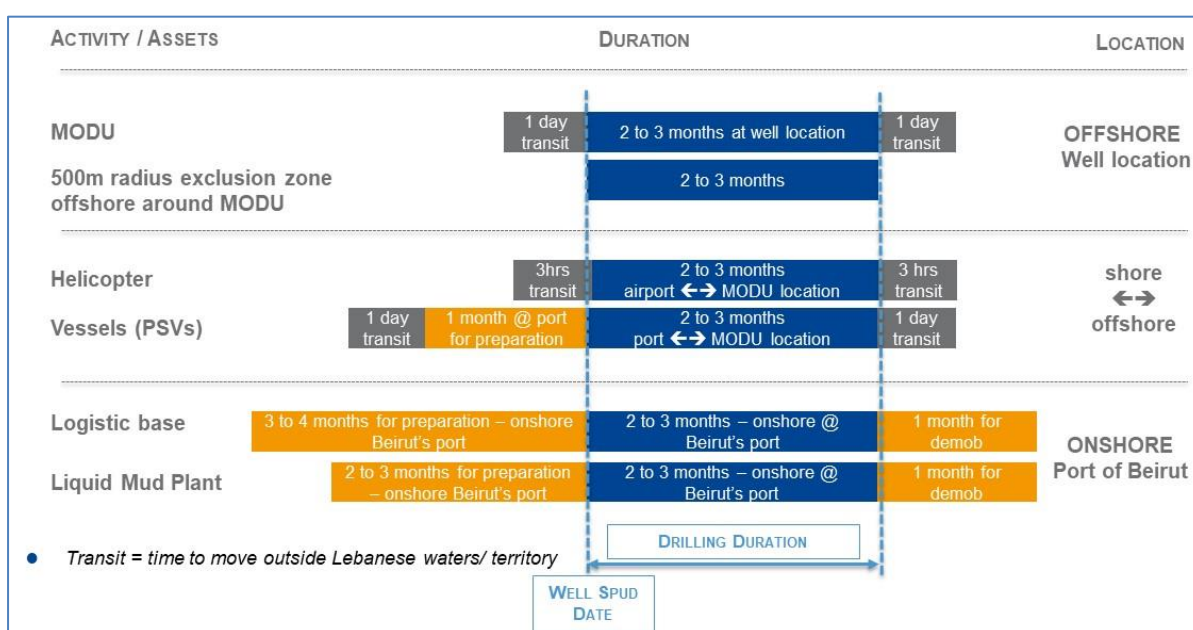 ACTIVITY / ASSETS DURATION LOCATION
MODU
1 day
transit
2 to 3 months at well location
1 day
transit
OFFSHORE
Well location
500m radius exclusion zone
offshore around MODU
2 to 3 months
Helicopter
3hrs
transit
2 to 3 months
airport ←→ MODU location
3 hrs
transit
shore
←→
offshore
Vessels (PSVs)
1 day
transit
1 month @ port
for preparation
2 to 3 months
port ←→ MODU location
1 day
transit
Logistic base
3 to 4 months for preparation – onshore
Beirut's port
2 to 3 months – onshore @
Beirut's port
1 month for
demob
ONSHORE
Port of Beirut
Liquid Mud Plant
2 to 3 months for preparation
– onshore Beirut's port
2 to 3 months – onshore @
Beirut's port
1 month for
demob
DRILLING DURATION
• Transit = time to move outside Lebanese waters/ territory
WELL SPUD
DATE